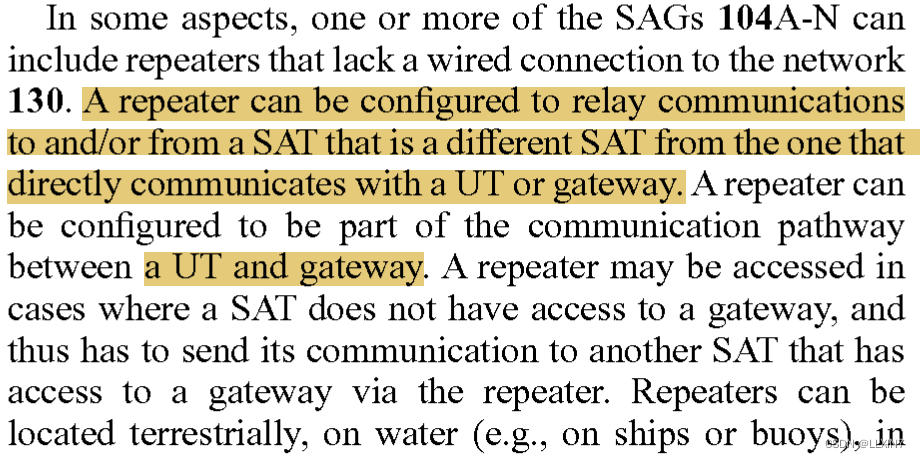 In some aspects, one or more of the SAGs 104A-N can
include repeaters that lack a wired connection to the network
130. A repeater can be configured to relay communications
to and/or from a SAT that is a different SAT from the one that
directly communicates with a UT or gateway. A repeater can
be configured to be part of the communication pathway
between a UT and gateway. A repeater may be accessed in
cases where a SAT does not have access to a gateway, and
thus has to send its communication to another SAT that has
access to a gateway via the repeater. Repeaters can be
located terrestrially, on water (e.g., on ships or buoys), in